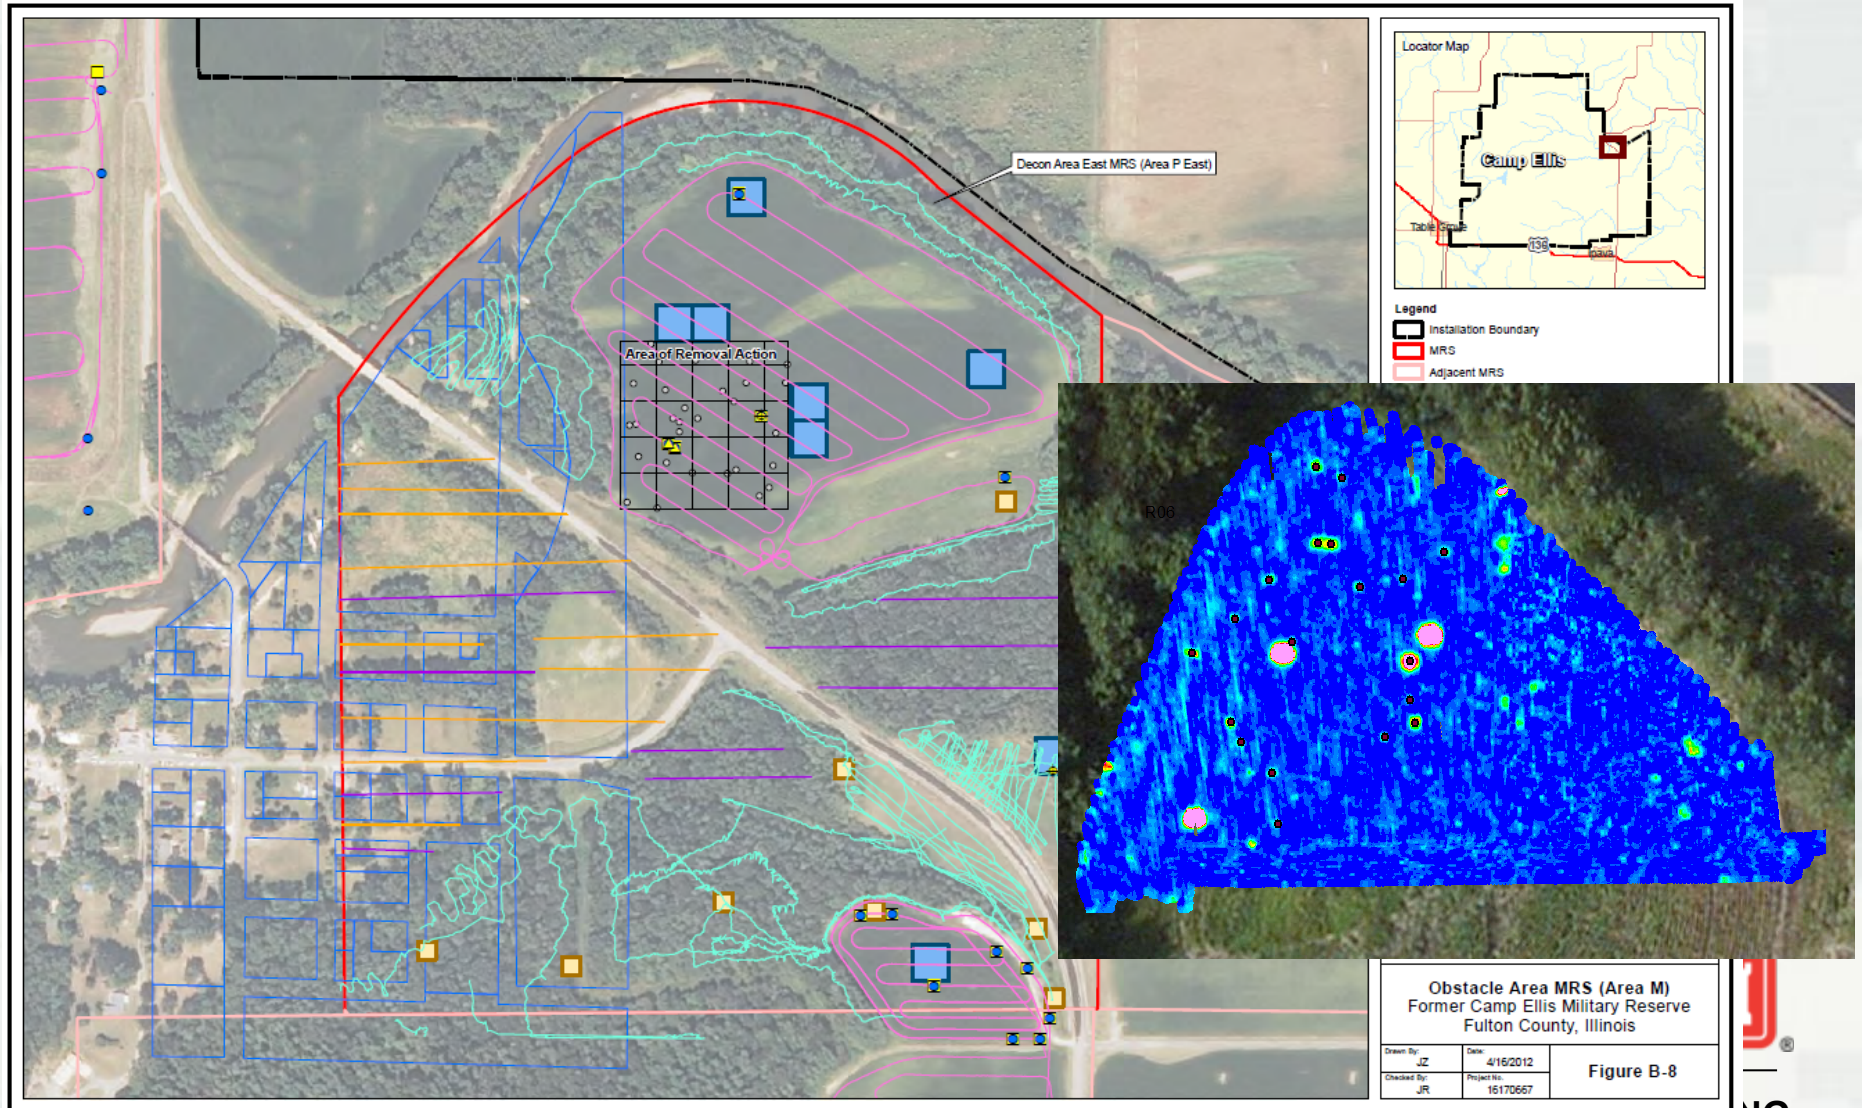 Locator Map
Camp Ellis
Table Grove
136
Ipava
Decon Area East MRS (Area P East)
Legend
Installation Boundary
MRS
Adjacent MRS
Area of Removal Action
R06
Obstacle Area MRS (Area M)
Former Camp Ellis Military Reserve
Fulton County, Illinois
Drawn By:
JZ
Date:
4/16/2012
Checked By:
JR
Project No.
16170667
Figure B-8
®